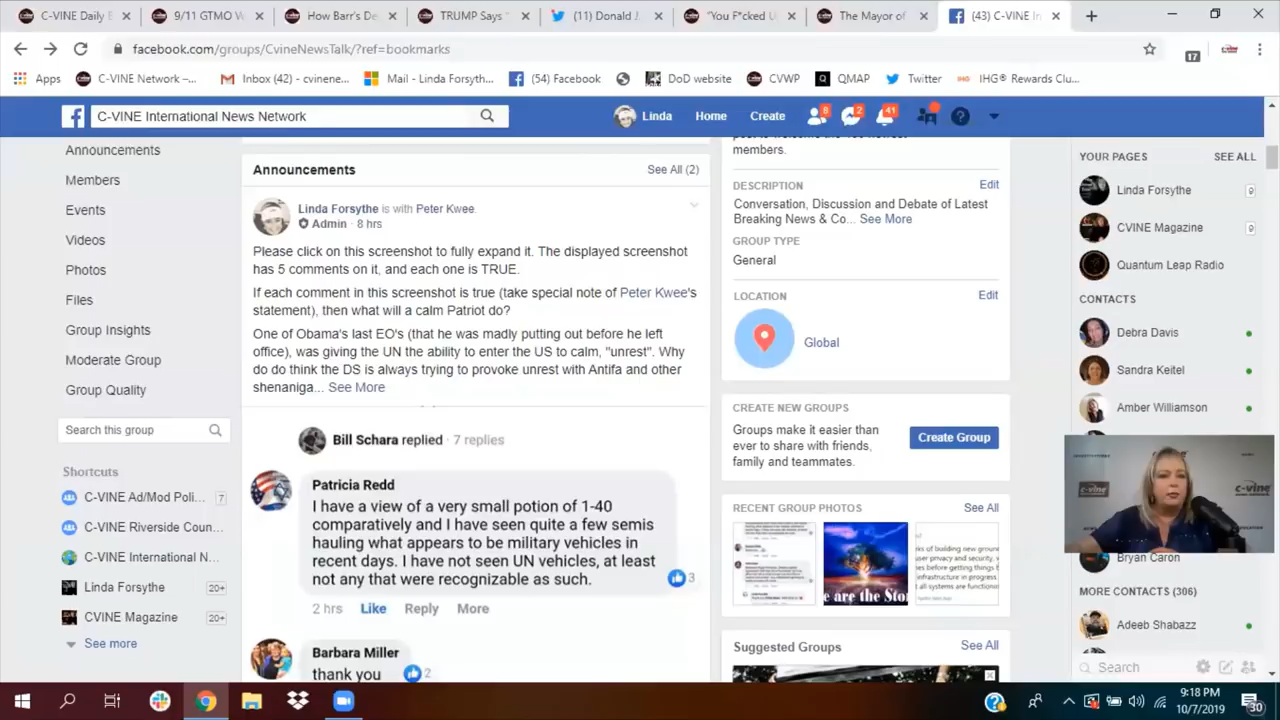 C-VINE Daily B
9/11 GTMO V
How Barr's De
TRUMP Says "
(11) Donald J.
"You F*cked U
The Mayor of
(43) C-VINE In
facebook.com/groups/CvineNewsTalk/?ref=bookmarks
17
Apps
C-VINE Network –...
Inbox (42) - cvinene...
Mail - Linda Forsyth...
(54) Facebook
DoD website
CVWP
QMAP
Twitter
IHG® Rewards Clu...
C-VINE International News Network
Linda
Home
Create
8
2
41
Announcements
Members
Events
Videos
Photos
Files
Group Insights
Moderate Group
Group Quality
Search this group
Shortcuts
C-VINE Ad/Mod Poli... 7
C-VINE Riverside Coun...
C-VINE International N...
Linda Forsythe 20+
CVINE Magazine 20+
See more
Announcements
See All (2)
Linda Forsythe is with Peter Kwee.
Admin · 8 hrs
Please click on this screenshot to fully expand it. The displayed screenshot
has 5 comments on it, and each one is TRUE.
If each comment in this screenshot is true (take special note of Peter Kwee's
statement), then what will a calm Patriot do?
One of Obama's last EO's (that he was madly putting out before he left
office), was giving the UN the ability to enter the US to calm, "unrest". Why
do do think the DS is always trying to provoke unrest with Antifa and other
shenaniga... See More
Bill Schara replied · 7 replies
Patricia Redd
I have a view of a very small potion of 1-40
comparatively and I have seen quite a few semis
hauling what appears to be military vehicles in
recent days. I have not seen UN vehicles, at least
not any that were recognizable as such.
3
2 hrs Like Reply More
Barbara Miller
thank you
2
members.
DESCRIPTION
Edit
Conversation, Discussion and Debate of Latest
Breaking News & Co... See More
GROUP TYPE
General
LOCATION
Edit
Global
CREATE NEW GROUPS
Groups make it easier than
ever to share with friends,
family and teammates.
Create Group
RECENT GROUP PHOTOS
See All
Suggested Groups
See All
YOUR PAGES
SEE ALL
Linda Forsythe 9
CVINE Magazine 9
Quantum Leap Radio
CONTACTS
Debra Davis
Sandra Keitel
Amber Williamson
c-vine
Bryan Caron
MORE CONTACTS (306)
Adeeb Shabazz
Search
9:18 PM
10/7/2019
30